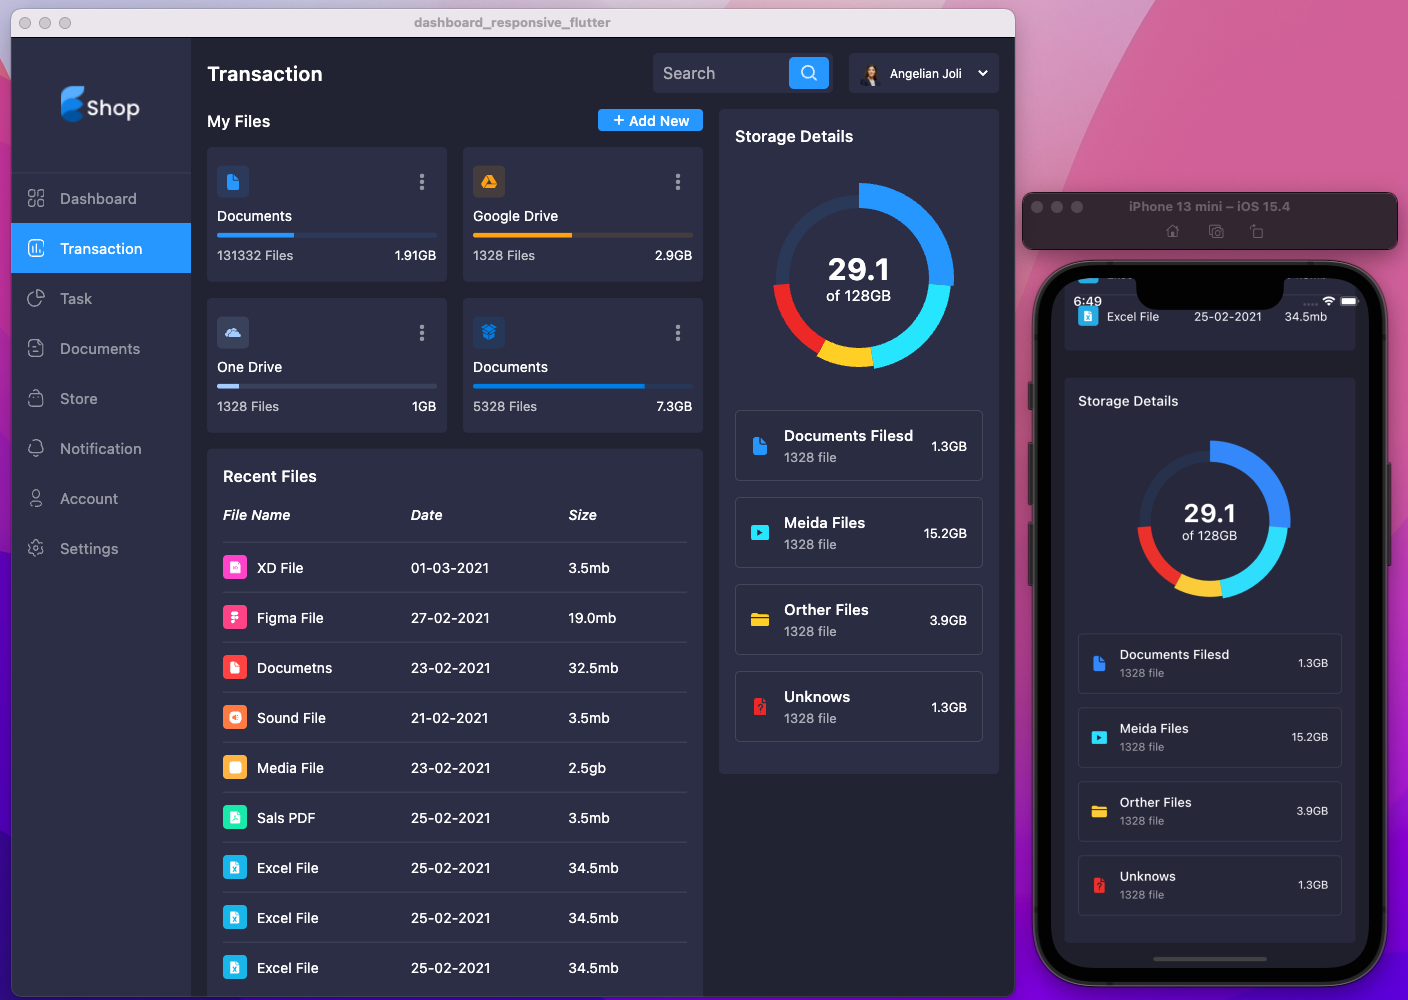 dashboard_responsive_flutter
Shop
Dashboard
Transaction
Task
Documents
Store
Notification
Account
Settings
Transaction
Search
Angelian Joli
My Files
+ Add New
Documents
131332 Files 1.91GB
Google Drive
1328 Files 2.9GB
One Drive
1328 Files 1GB
Documents
5328 Files 7.3GB
Recent Files
File Name Date Size
XD File 01-03-2021 3.5mb
Figma File 27-02-2021 19.0mb
Documetns 23-02-2021 32.5mb
Sound File 21-02-2021 3.5mb
Media File 23-02-2021 2.5gb
Sals PDF 25-02-2021 3.5mb
Excel File 25-02-2021 34.5mb
Excel File 25-02-2021 34.5mb
Excel File 25-02-2021 34.5mb
Storage Details
29.1
of 128GB
Documents Filesd
1328 file
1.3GB
Meida Files
1328 file
15.2GB
Orther Files
1328 file
3.9GB
Unknows
1328 file
1.3GB
iPhone 13 mini – iOS 15.4
6:49
Excel File 25-02-2021 34.5mb
Storage Details
29.1
of 128GB
Documents Filesd
1328 file
1.3GB
Meida Files
1328 file
15.2GB
Orther Files
1328 file
3.9GB
Unknows
1328 file
1.3GB